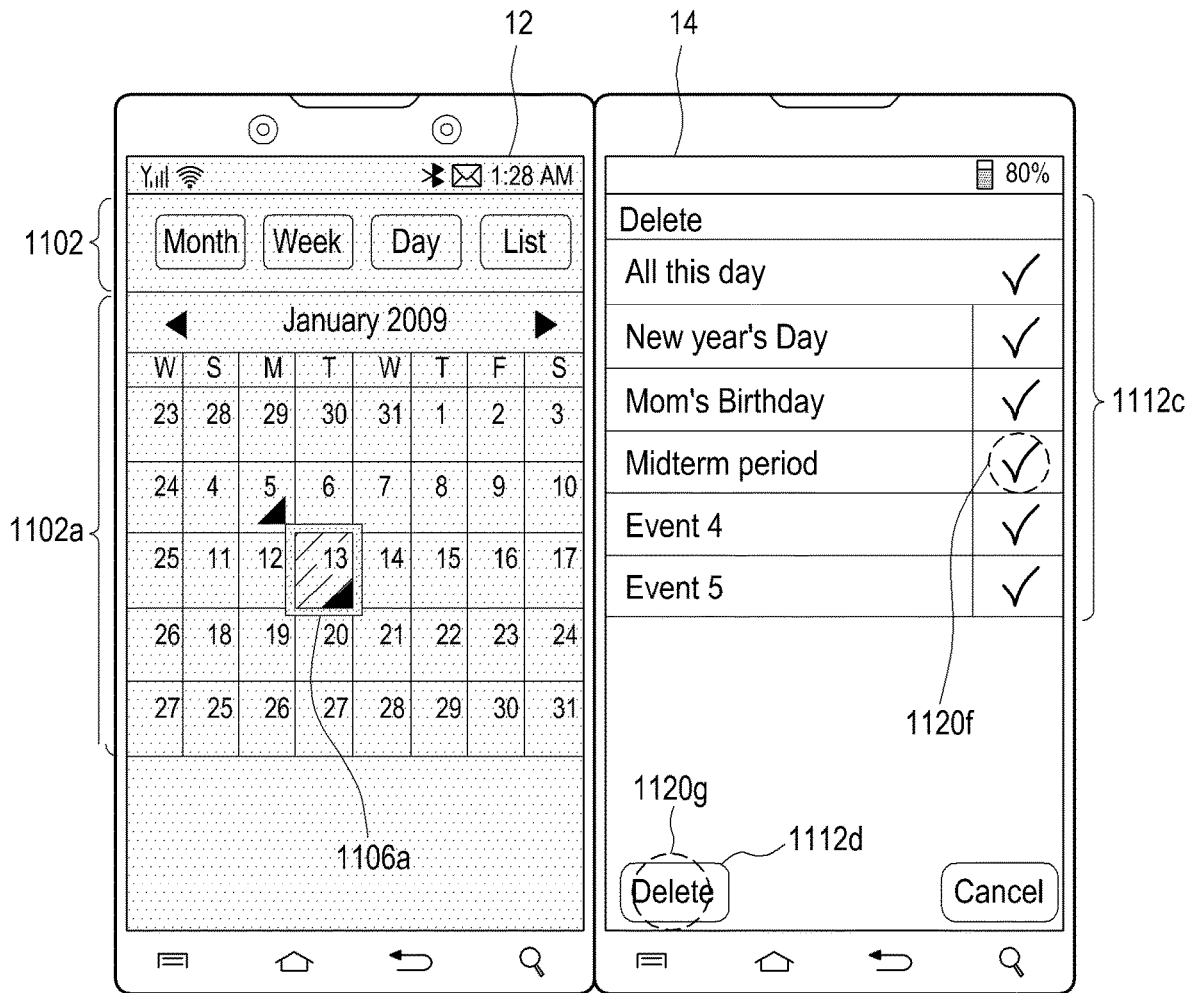 12
14
1:28 AM
80%
1102
Month Week Day List
Delete
All this day
January 2009
New year's Day
W S M T W T F S
Mom's Birthday
1112c
23 28 29 30 31 1 2 3
Midterm period
24 4 5 6 7 8 9 10
1102a
Event 4
25 11 12 13 14 15 16 17
Event 5
26 18 19 20 21 22 23 24
27 25 26 27 28 29 30 31
1120f
1120g
1112d
1106a
Delete
Cancel